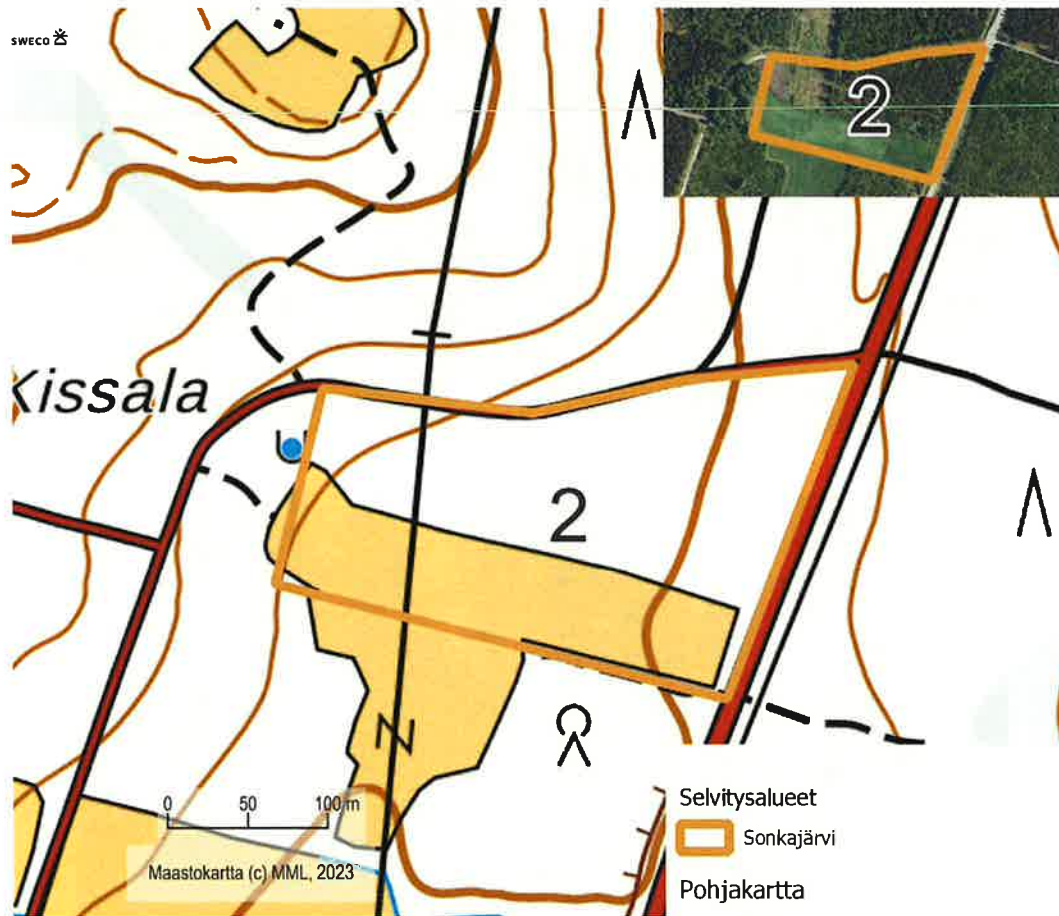 SWECO
2
Kissala
2
0 50 100 m
Maastokartta (c) MML, 2023
Selvitysalueet
Sonkajärvi
Pohjakartta